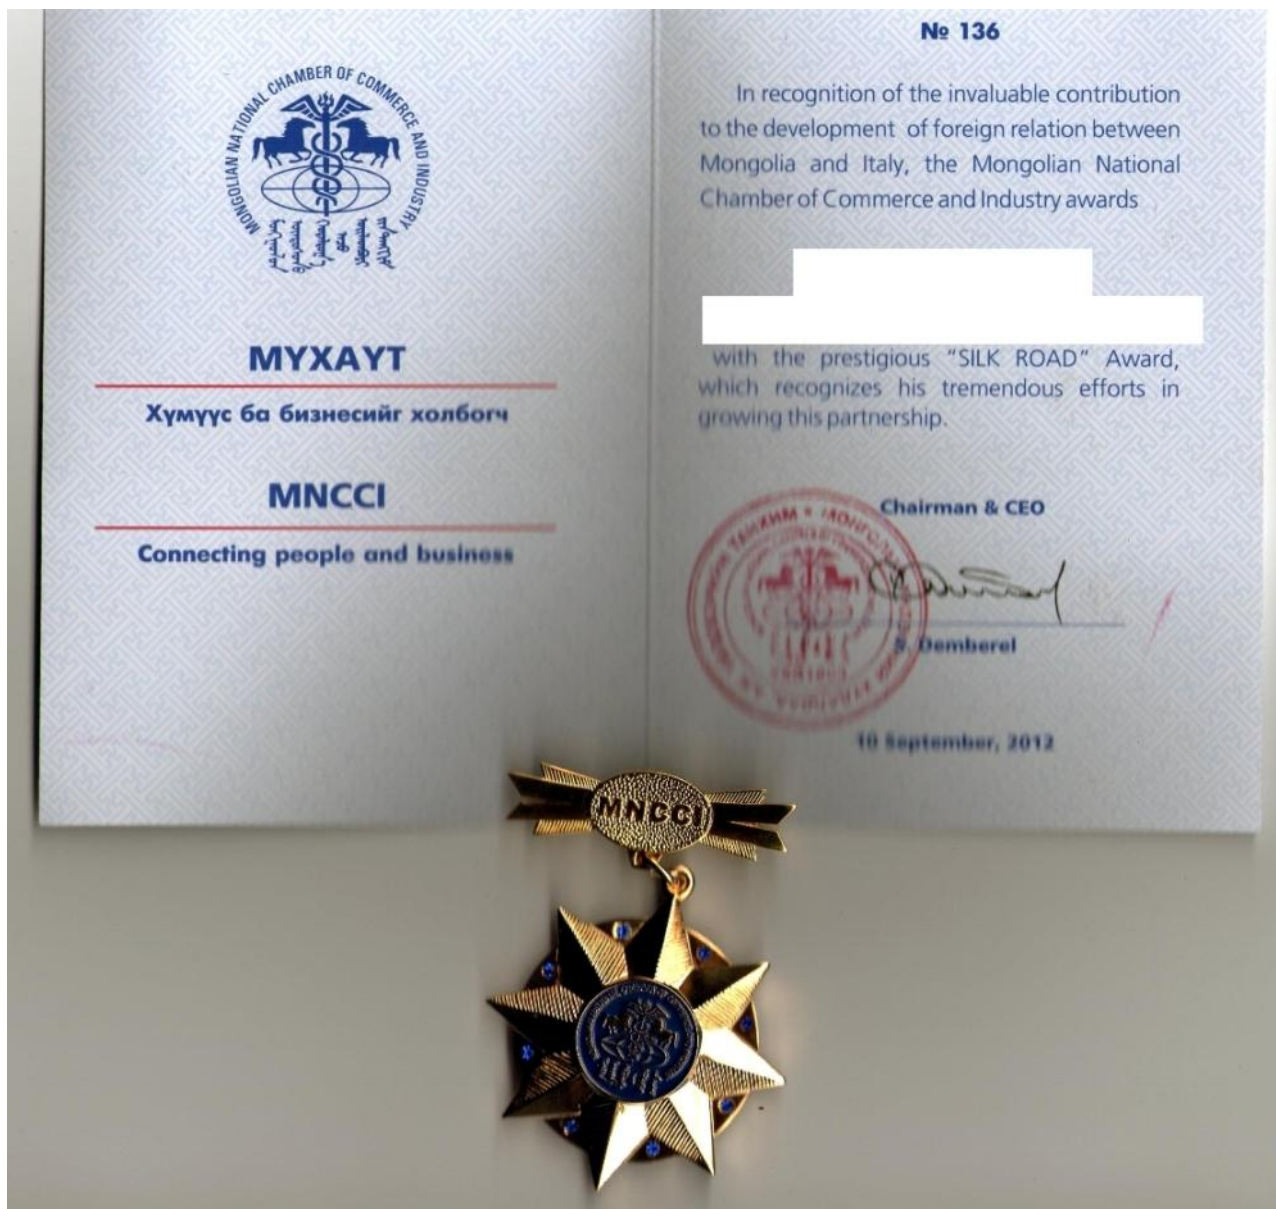 MONGOLIAN NATIONAL CHAMBER OF COMMERCE AND INDUSTRY
МҮХАҮТ
Хүмүүс ба бизнесийг холбогч
MNCCI
Connecting people and business
№ 136
In recognition of the invaluable contribution
to the development of foreign relation between
Mongolia and Italy, the Mongolian National
Chamber of Commerce and Industry awards
with the prestigious “SILK ROAD” Award,
which recognizes his tremendous efforts in
growing this partnership.
Chairman & CEO
S. Demberel
10 September, 2012
MNCCI